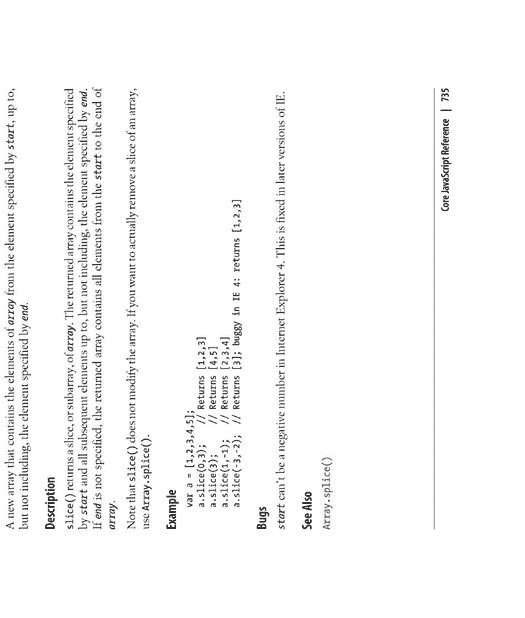 A new array that contains the elements of array from the element specified by start, up to,
but not including, the element specified by end.
Description
slice() returns a slice, or subarray, of array. The returned array contains the element specified
by start and all subsequent elements up to, but not including, the element specified by end.
If end is not specified, the returned array contains all elements from the start to the end of
array.
Note that slice() does not modify the array. If you want to actually remove a slice of an array,
use Array.splice().
Example
var a = [1,2,3,4,5];
a.slice(0,3);    // Returns [1,2,3]
a.slice(3);      // Returns [4,5]
a.slice(1,-1);   // Returns [2,3,4]
a.slice(-3,-2);  // Returns [3]; buggy in IE 4: returns [1,2,3]
Bugs
start can't be a negative number in Internet Explorer 4. This is fixed in later versions of IE.
See Also
Array.splice()
Core JavaScript Reference | 735